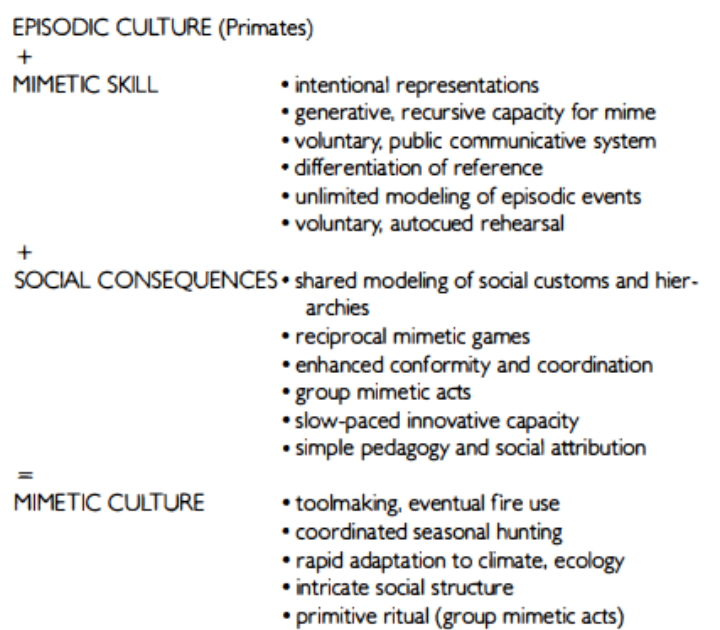 EPISODIC CULTURE (Primates)
+
MIMETIC SKILL • intentional representations
• generative, recursive capacity for mime
• voluntary, public communicative system
• differentiation of reference
• unlimited modeling of episodic events
• voluntary, autocued rehearsal
+
SOCIAL CONSEQUENCES • shared modeling of social customs and hier-
archies
• reciprocal mimetic games
• enhanced conformity and coordination
• group mimetic acts
• slow-paced innovative capacity
• simple pedagogy and social attribution
=
MIMETIC CULTURE • toolmaking, eventual fire use
• coordinated seasonal hunting
• rapid adaptation to climate, ecology
• intricate social structure
• primitive ritual (group mimetic acts)